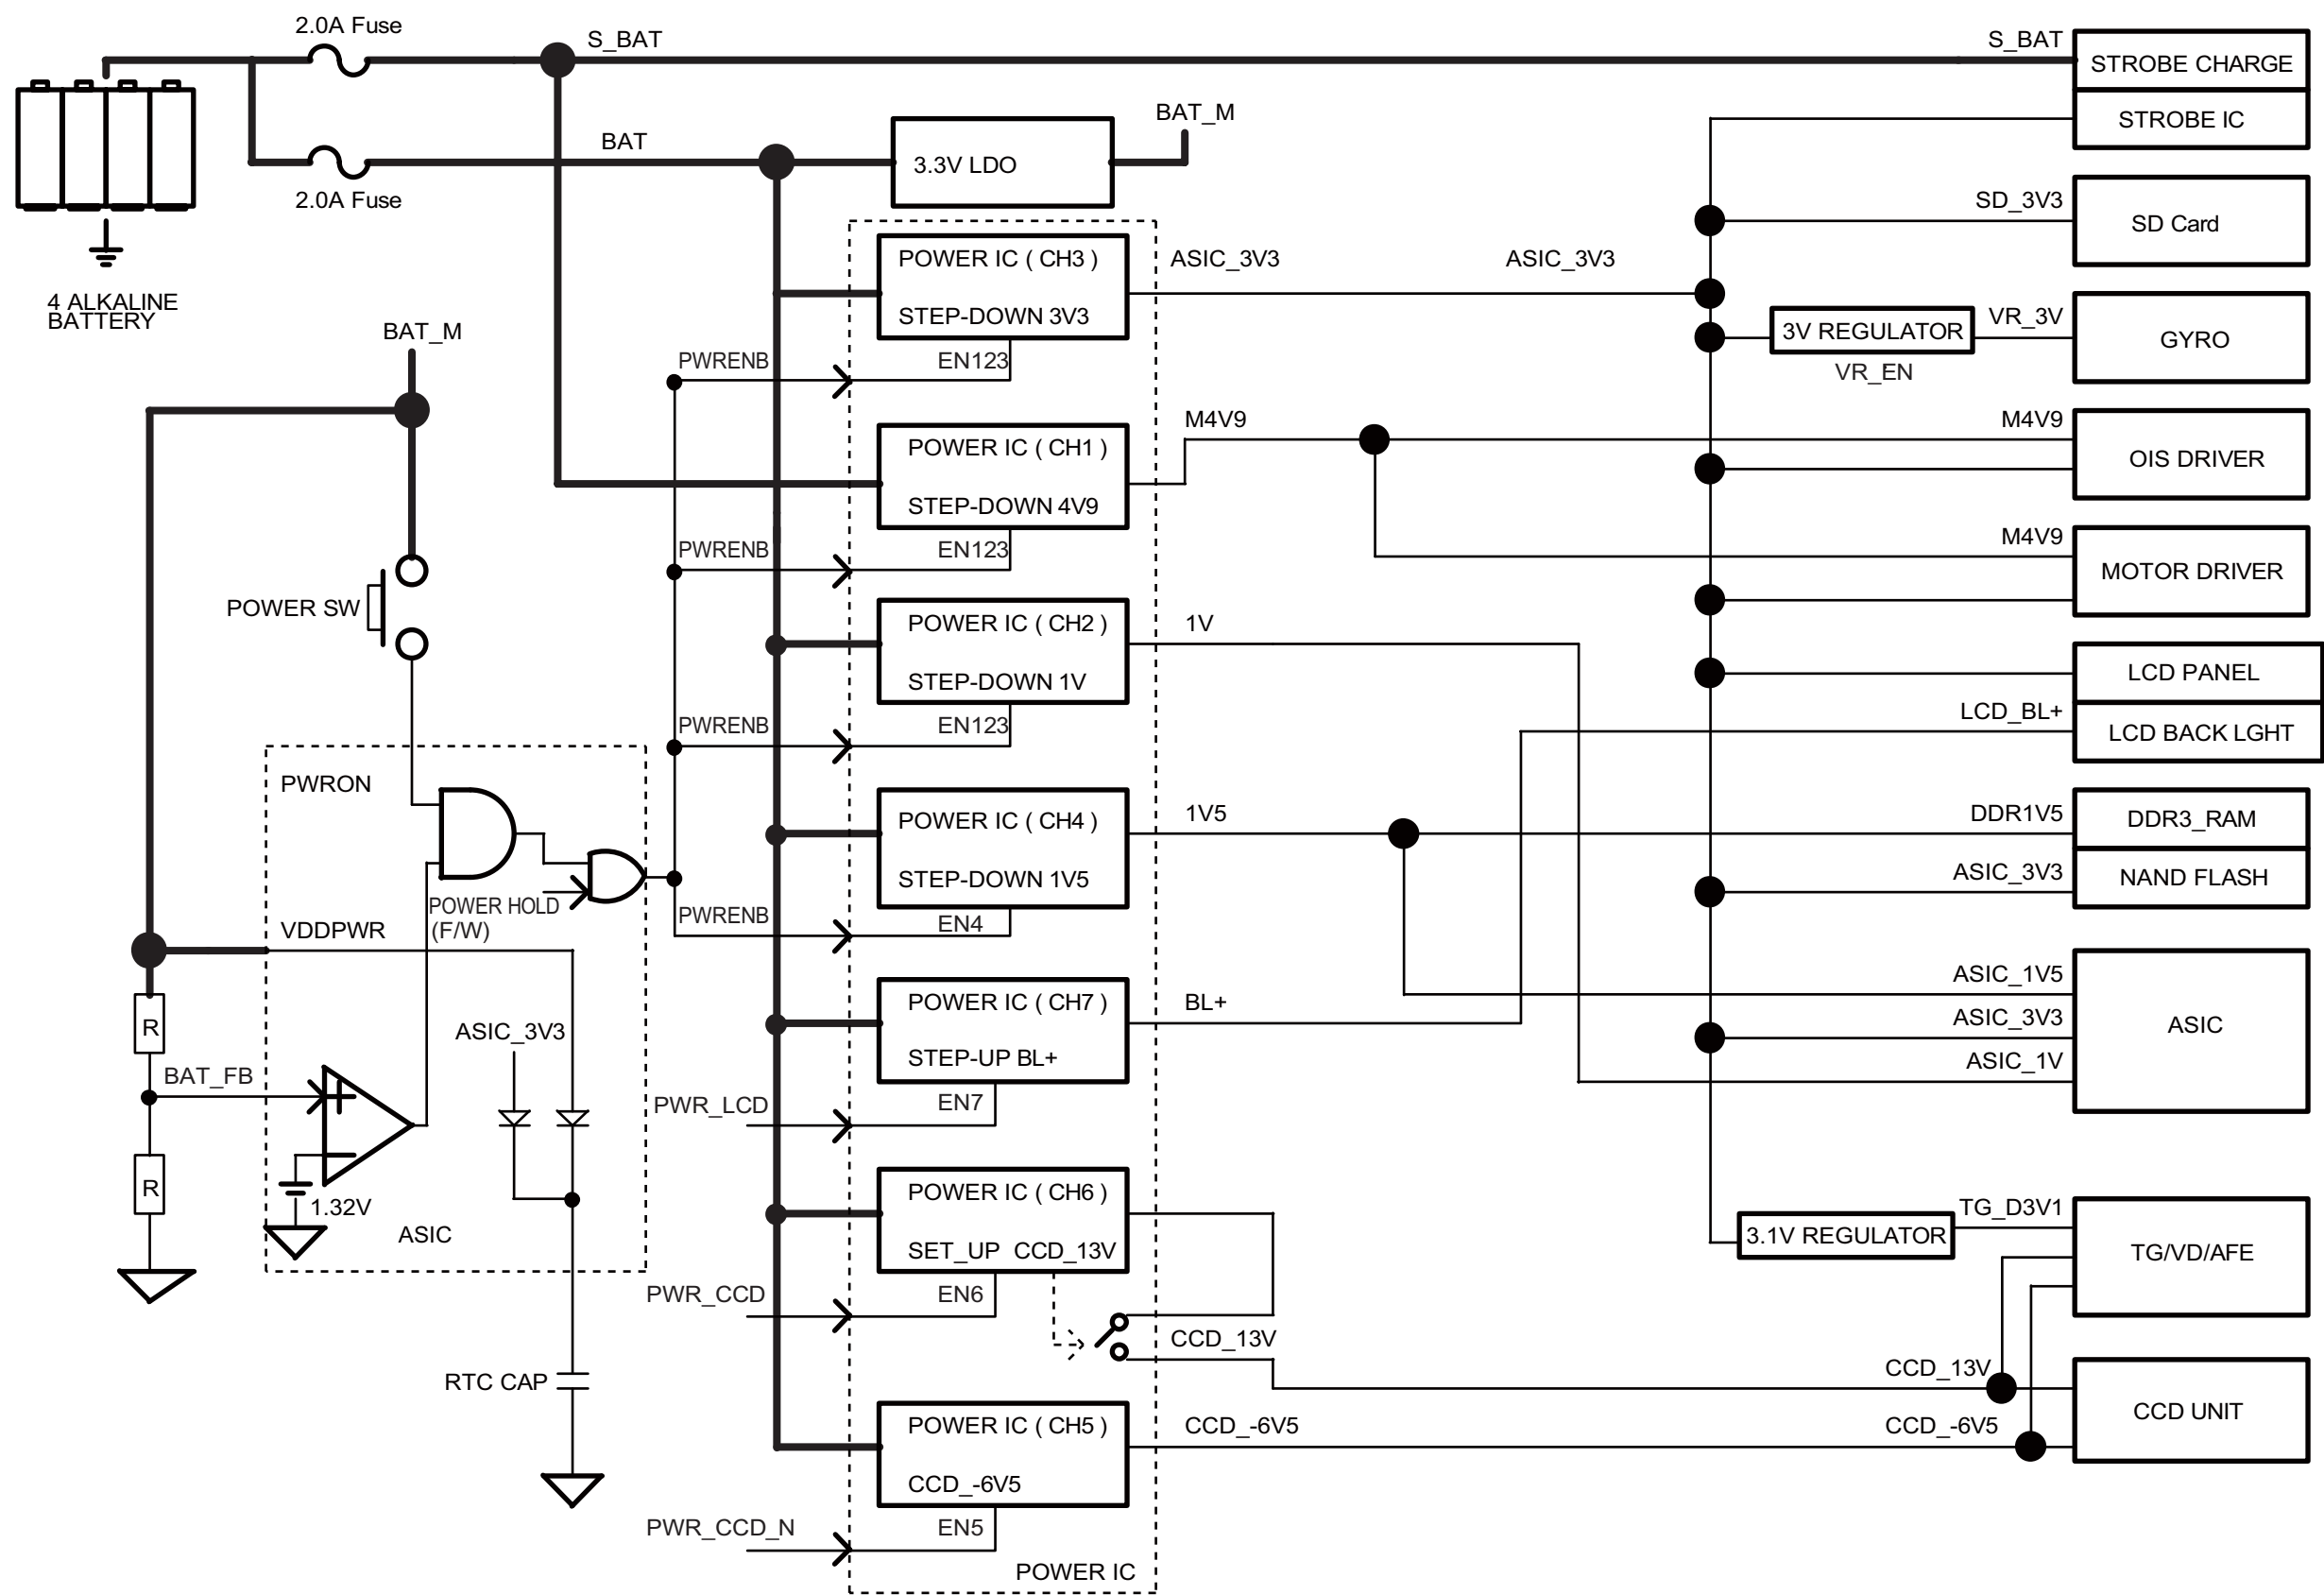 2.0A Fuse
S_BAT
S_BAT
STROBE CHARGE
STROBE IC
BAT
2.0A Fuse
3.3V LDO
BAT_M
4 ALKALINE
BATTERY
POWER IC ( CH3 )
STEP-DOWN 3V3
ASIC_3V3
ASIC_3V3
SD_3V3
SD Card
3V REGULATOR
VR_EN
VR_3V
GYRO
BAT_M
PWRENB
EN123
POWER IC ( CH1 )
STEP-DOWN 4V9
M4V9
M4V9
OIS DRIVER
PWRENB
EN123
M4V9
MOTOR DRIVER
POWER SW
POWER IC ( CH2 )
STEP-DOWN 1V
1V
LCD PANEL
LCD_BL+
LCD BACK LGHT
PWRENB
EN123
PWRON
POWER IC ( CH4 )
STEP-DOWN 1V5
1V5
DDR1V5
DDR3_RAM
ASIC_3V3
NAND FLASH
POWER HOLD
(F/W)
PWRENB
EN4
VDDPWR
POWER IC ( CH7 )
STEP-UP BL+
BL+
ASIC_1V5
ASIC_3V3
ASIC_1V
ASIC
R
ASIC_3V3
BAT_FB
PWR_LCD
EN7
R
1.32V
ASIC
POWER IC ( CH6 )
SET_UP CCD_13V
3.1V REGULATOR
TG_D3V1
TG/VD/AFE
PWR_CCD
EN6
CCD_13V
RTC CAP
CCD_13V
CCD UNIT
POWER IC ( CH5 )
CCD_-6V5
CCD_-6V5
CCD_-6V5
PWR_CCD_N
EN5
POWER IC